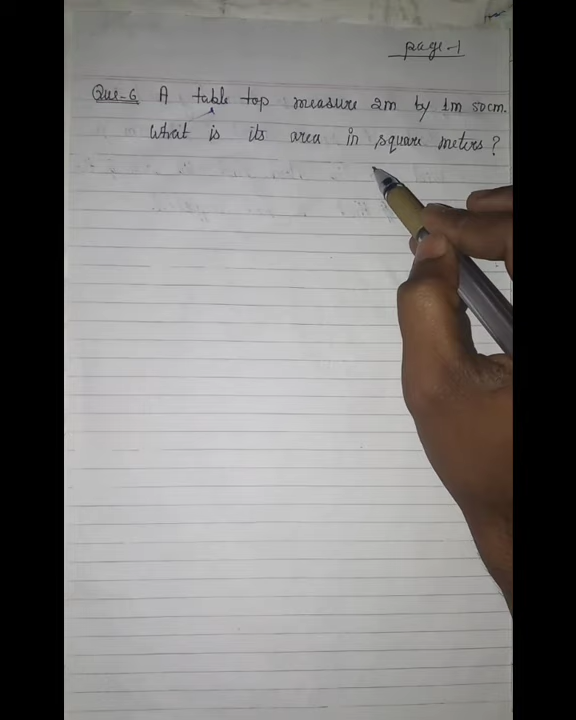 page-1
Que-6 A table top measure 2m by 1m 50cm.
What is its area in square meters?